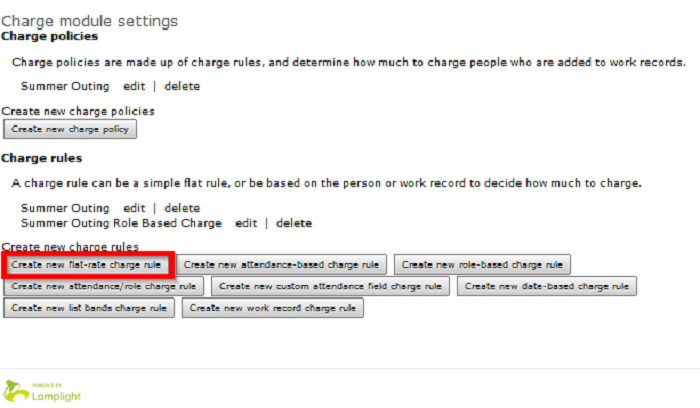 Charge module settings
Charge policies
Charge policies are made up of charge rules, and determine how much to charge people who are added to work records.
Summer Outing edit | delete
Create new charge policies
Create new charge policy
Charge rules
A charge rule can be a simple flat rule, or be based on the person or work record to decide how much to charge.
Summer Outing edit | delete
Summer Outing Role Based Charge edit | delete
Create new charge rules
Create new flat-rate charge rule Create new attendance-based charge rule Create new role-based charge rule
Create new attendance/role charge rule Create new custom attendance field charge rule Create new date-based charge rule
Create new list bands charge rule Create new work record charge rule
POWERED BY
Lamplight